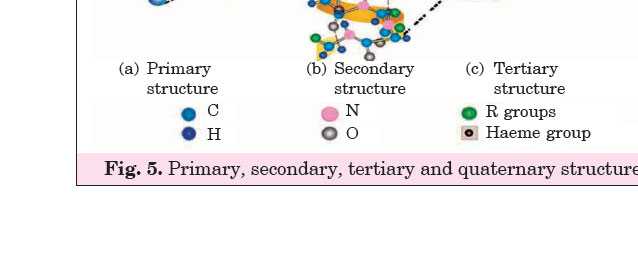 (a) Primary (b) Secondary (c) Tertiary
structure structure structure
C N R groups
H O Haeme group
Fig. 5. Primary, secondary, tertiary and quaternary structure